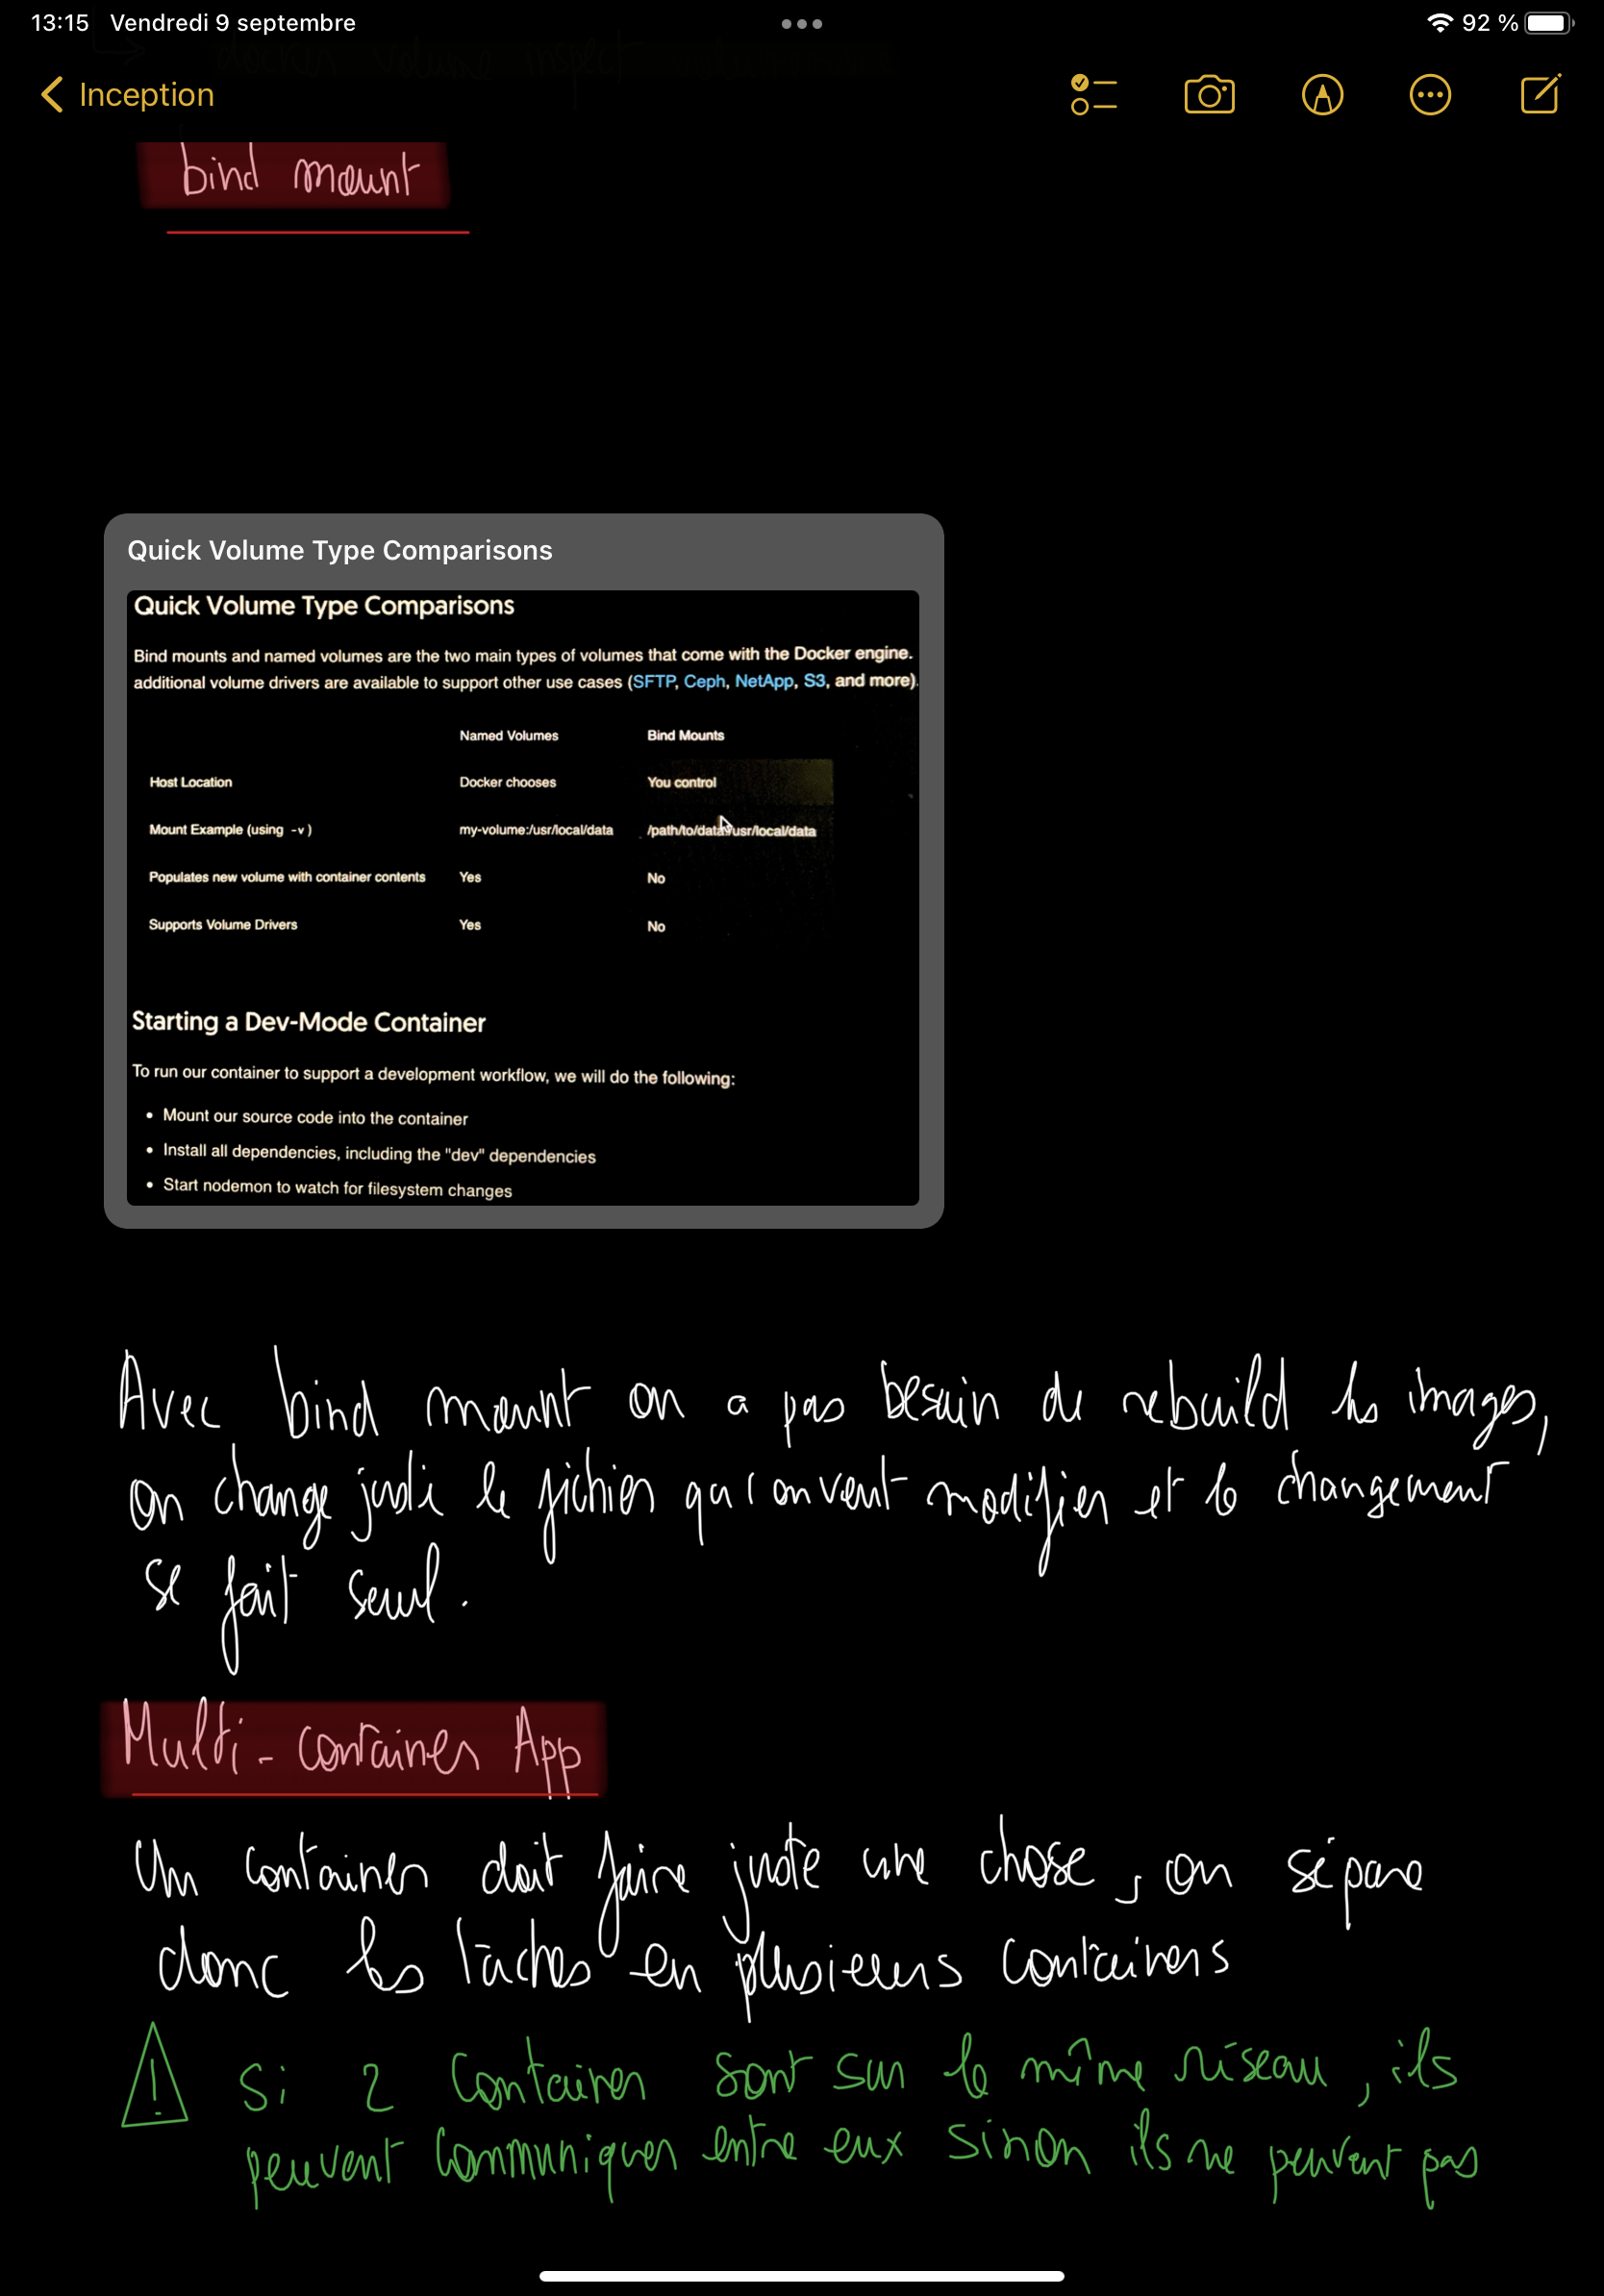 13:15 Vendredi 9 septembre
92 %
docker volume inspect
Inception
bind mount
Quick Volume Type Comparisons
Quick Volume Type Comparisons
Bind mounts and named volumes are the two main types of volumes that come with the Docker engine.
additional volume drivers are available to support other use cases (SFTP, Ceph, NetApp, S3, and more).
Named Volumes Bind Mounts
Host Location Docker chooses You control
Mount Example (using -v) my-volume:/usr/local/data /path/to/data:/usr/local/data
Populates new volume with container contents Yes No
Supports Volume Drivers Yes No
Starting a Dev-Mode Container
To run our container to support a development workflow, we will do the following:
• Mount our source code into the container
• Install all dependencies, including the "dev" dependencies
• Start nodemon to watch for filesystem changes
Avec bind mount on a pas besoin de rebuild les images,
on change juste le fichier qu'on veut modifier et le changement
se fait seul.
Multi-container App
Un container doit faire juste une chose, on sépare
donc les tâches en plusieurs containers
! Si 2 container sont sur le même réseau, ils
peuvent communiquer entre eux sinon ils ne peuvent pas